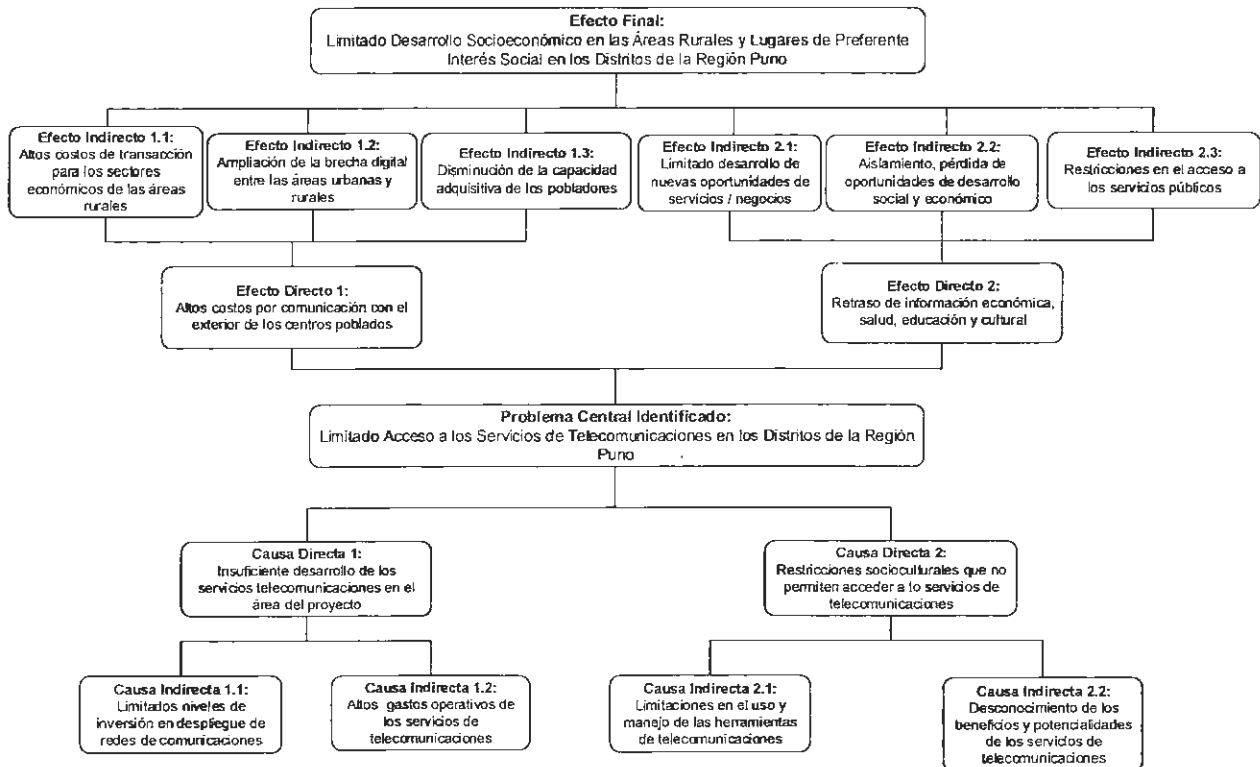 Efecto Final:
Limitado Desarrollo Socioeconómico en las Áreas Rurales y Lugares de Preferente
Interés Social en los Distritos de la Región Puno
Efecto Indirecto 1.1:
Altos costos de transacción
para los sectores
económicos de las áreas
rurales
Efecto Indirecto 1.2:
Ampliación de la brecha digital
entre las áreas urbanas y
rurales
Efecto Indirecto 1.3:
Disminución de la capacidad
adquisitiva de los pobladores
Efecto Indirecto 2.1:
Limitado desarrollo de
nuevas oportunidades de
servicios / negocios
Efecto Indirecto 2.2:
Aislamiento, pérdida de
oportunidades de desarrollo
social y económico
Efecto Indirecto 2.3:
Restricciones en el acceso a
los servicios públicos
Efecto Directo 1:
Altos costos por comunicación con el
exterior de los centros poblados
Efecto Directo 2:
Retraso de información económica,
salud, educación y cultural
Problema Central Identificado:
Limitado Acceso a los Servicios de Telecomunicaciones en los Distritos de la Región
Puno
Causa Directa 1:
Insuficiente desarrollo de los
servicios telecomunicaciones en el
área del proyecto
Causa Directa 2:
Restricciones socioculturales que no
permiten acceder a lo servicios de
telecomunicaciones
Causa Indirecta 1.1:
Limitados niveles de
inversión en despliegue de
redes de comunicaciones
Causa Indirecta 1.2:
Altos gastos operativos de
los servicios de
telecomunicaciones
Causa Indirecta 2.1:
Limitaciones en el uso y
manejo de las herramientas
de telecomunicaciones
Causa Indirecta 2.2:
Desconocimiento de los
beneficios y potencialidades
de los servicios de
telecomunicaciones